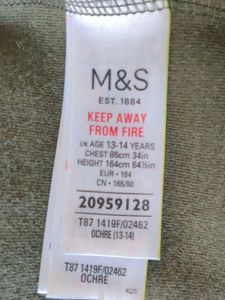 M&S
EST. 1884
KEEP AWAY
FROM FIRE
UK AGE 13-14 YEARS
CHEST 86cm 34in
HEIGHT 164cm 64½in
EUR • 164
CN • 165/80
20959128
T87 1419F/02462
OCHRE (13-14)
T87 1419F/02462
OCHRE
K25